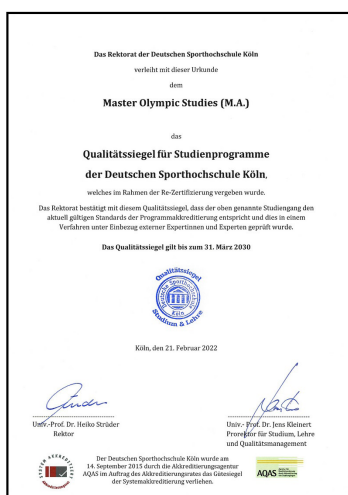 Das Rektorat der Deutschen Sporthochschule Köln
verleiht mit dieser Urkunde
dem
Master Olympic Studies (M.A.)
das
Qualitätssiegel für Studienprogramme
der Deutschen Sporthochschule Köln,
welches im Rahmen der Re-Zertifizierung vergeben wurde.
Das Rektorat bestätigt mit diesem Qualitätssiegel, dass der oben genannte Studiengang den
aktuell gültigen Standards der Programmakkreditierung entspricht und dies in einem
Verfahren unter Einbezug externer Expertinnen und Experten geprüft wurde.
Das Qualitätssiegel gilt bis zum 31. März 2030
Qualitätssiegel
Deutsche Sporthochschule
Köln
Studium & Lehre
Köln, den 21. Februar 2022
Univ.-Prof. Dr. Heiko Strüder
Rektor
Univ.- Prof. Dr. Jens Kleinert
Prorektor für Studium, Lehre
und Qualitätsmanagement
Der Deutschen Sporthochschule Köln wurde am
14. September 2015 durch die Akkreditierungsagentur
AQAS im Auftrag des Akkreditierungsrates das Gütesiegel
der Systemakkreditierung verliehen.
AQAS